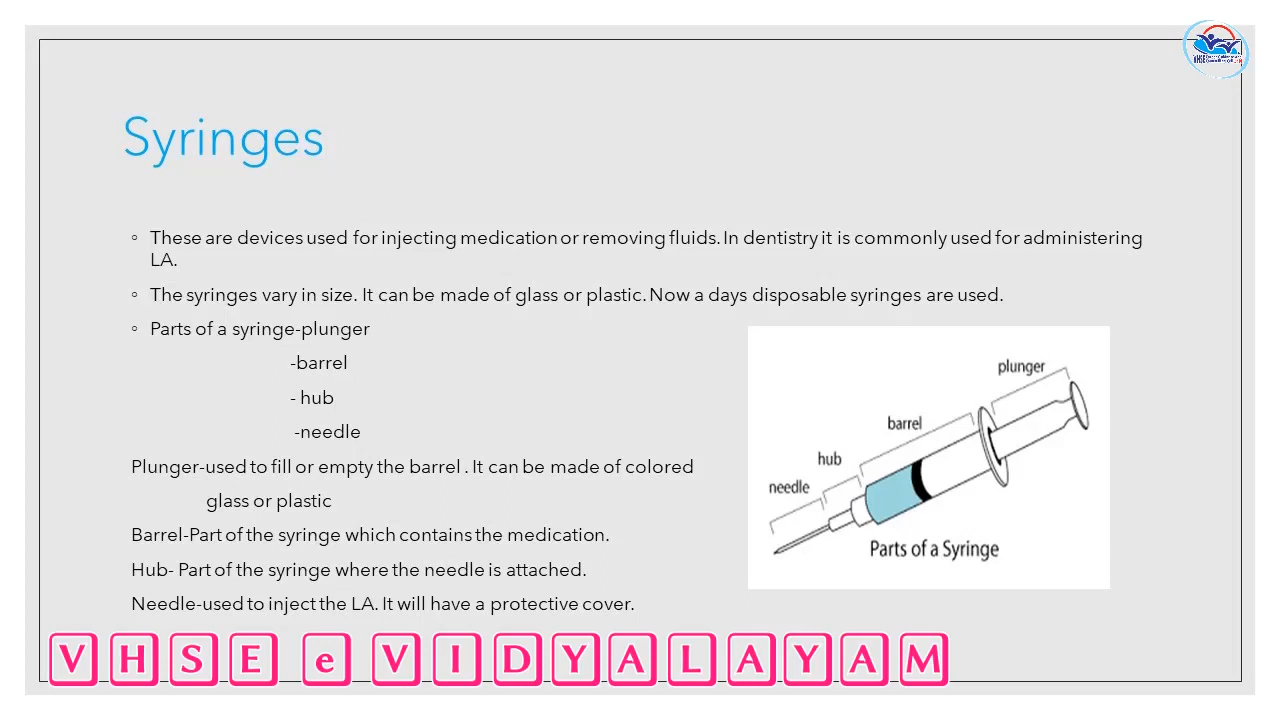 Syringes
◦ These are devices used for injecting medication or removing fluids. In dentistry it is commonly used for administering
LA.
◦ The syringes vary in size. It can be made of glass or plastic. Now a days disposable syringes are used.
◦ Parts of a syringe-plunger
-barrel
- hub
-needle
Plunger-used to fill or empty the barrel . It can be made of colored
glass or plastic
Barrel-Part of the syringe which contains the medication.
Hub- Part of the syringe where the needle is attached.
Needle-used to inject the LA. It will have a protective cover.
plunger
barrel
hub
needle
Parts of a Syringe
VHSE e VIDYALAYAM